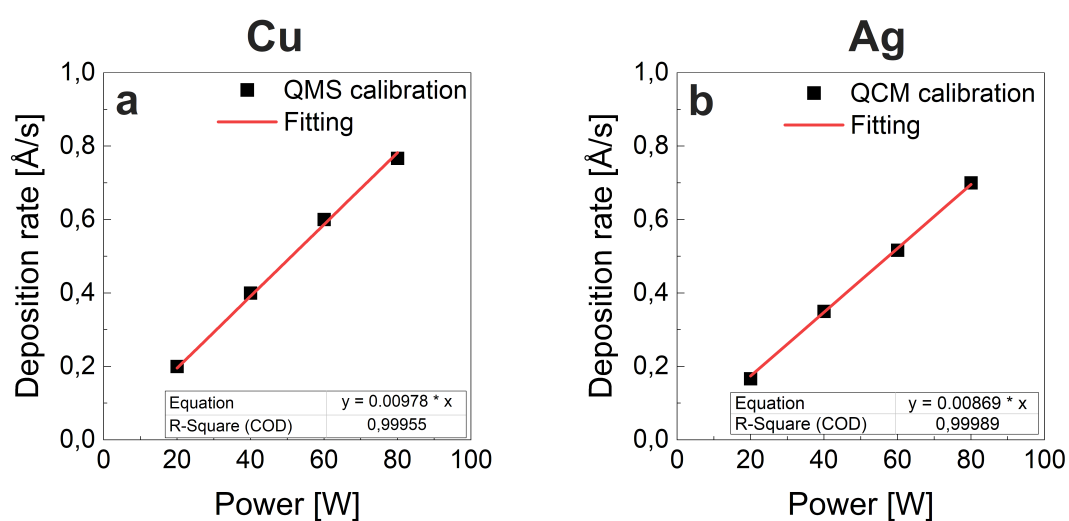 Cu
a
QMS calibration
Fitting
Deposition rate [Å/s]
1,0
0,8
0,6
0,4
0,2
0,0
Equation y = 0.00978 * x
R-Square (COD) 0,99955
0 20 40 60 80 100
Power [W]
Ag
b
QCM calibration
Fitting
Deposition rate [Å/s]
1,0
0,8
0,6
0,4
0,2
0,0
Equation y = 0.00869 * x
R-Square (COD) 0,99989
0 20 40 60 80 100
Power [W]